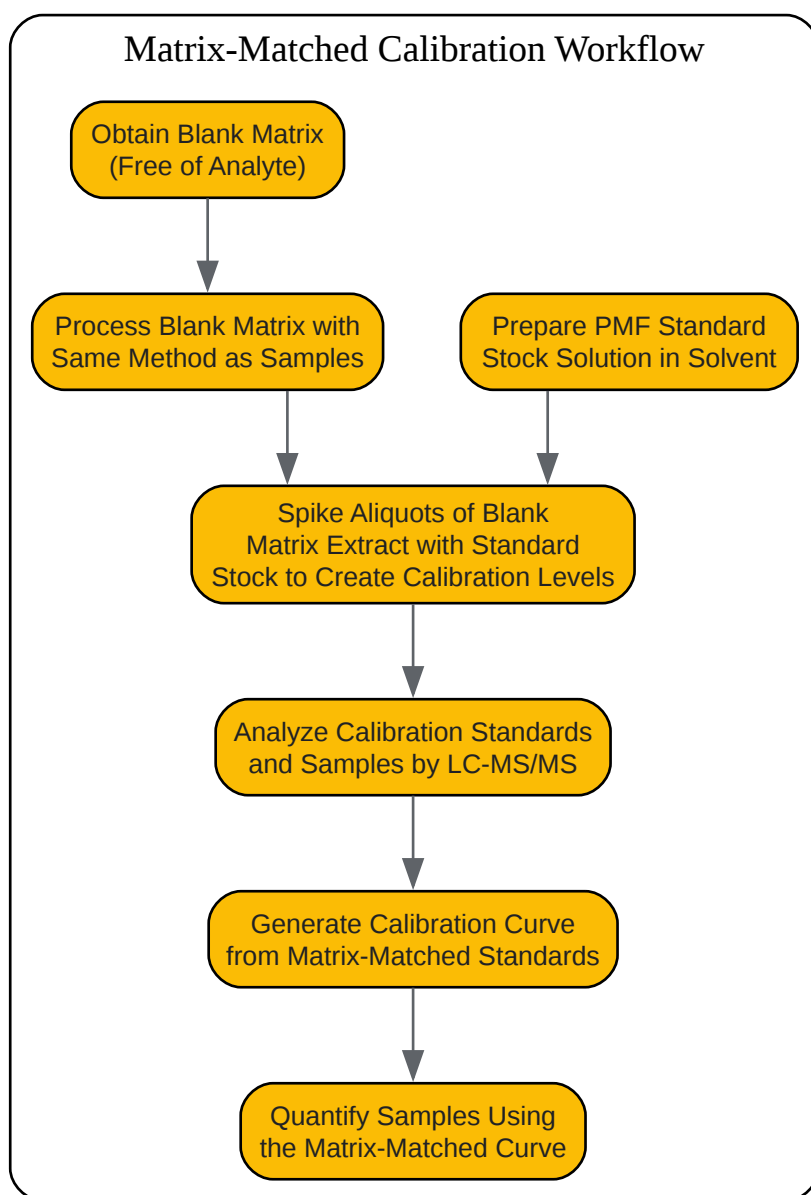 Matrix-Matched Calibration Workflow
Obtain Blank Matrix
(Free of Analyte)
Process Blank Matrix with
Same Method as Samples
Prepare PMF Standard
Stock Solution in Solvent
Spike Aliquots of Blank
Matrix Extract with Standard
Stock to Create Calibration Levels
Analyze Calibration Standards
and Samples by LC-MS/MS
Generate Calibration Curve
from Matrix-Matched Standards
Quantify Samples Using
the Matrix-Matched Curve